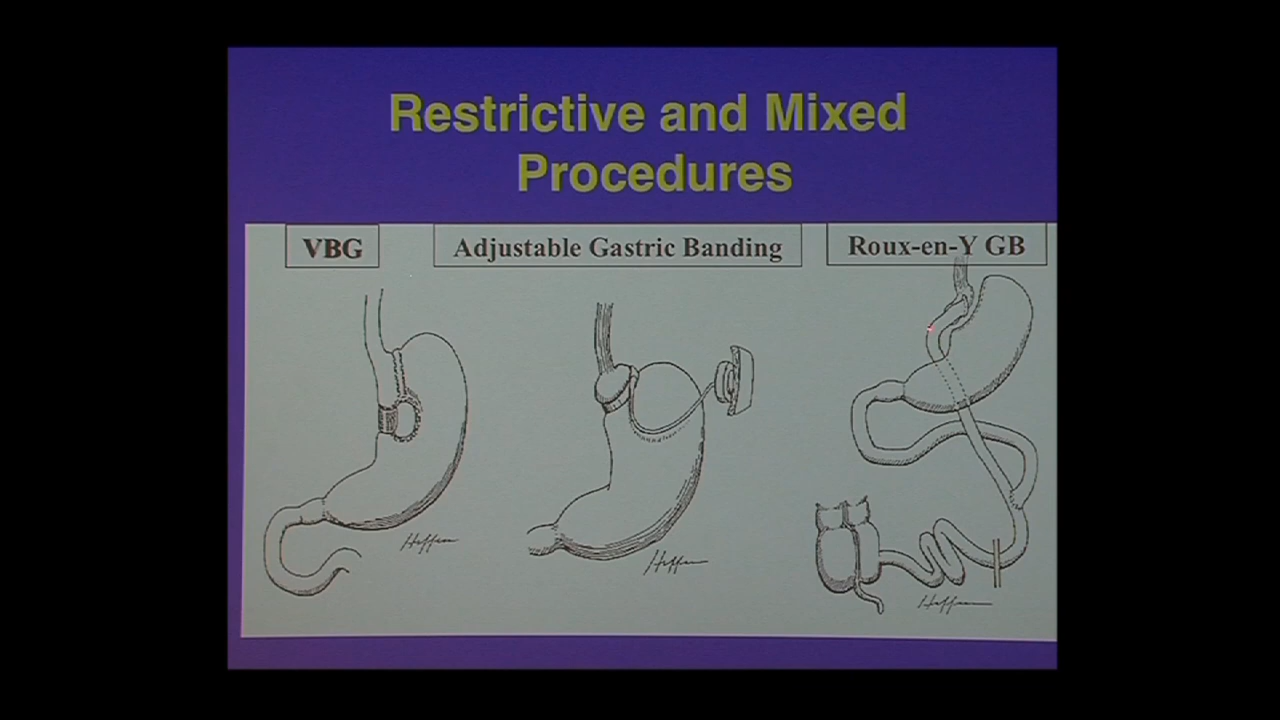 Restrictive and Mixed
Procedures
VBG
Adjustable Gastric Banding
Roux-en-Y GB